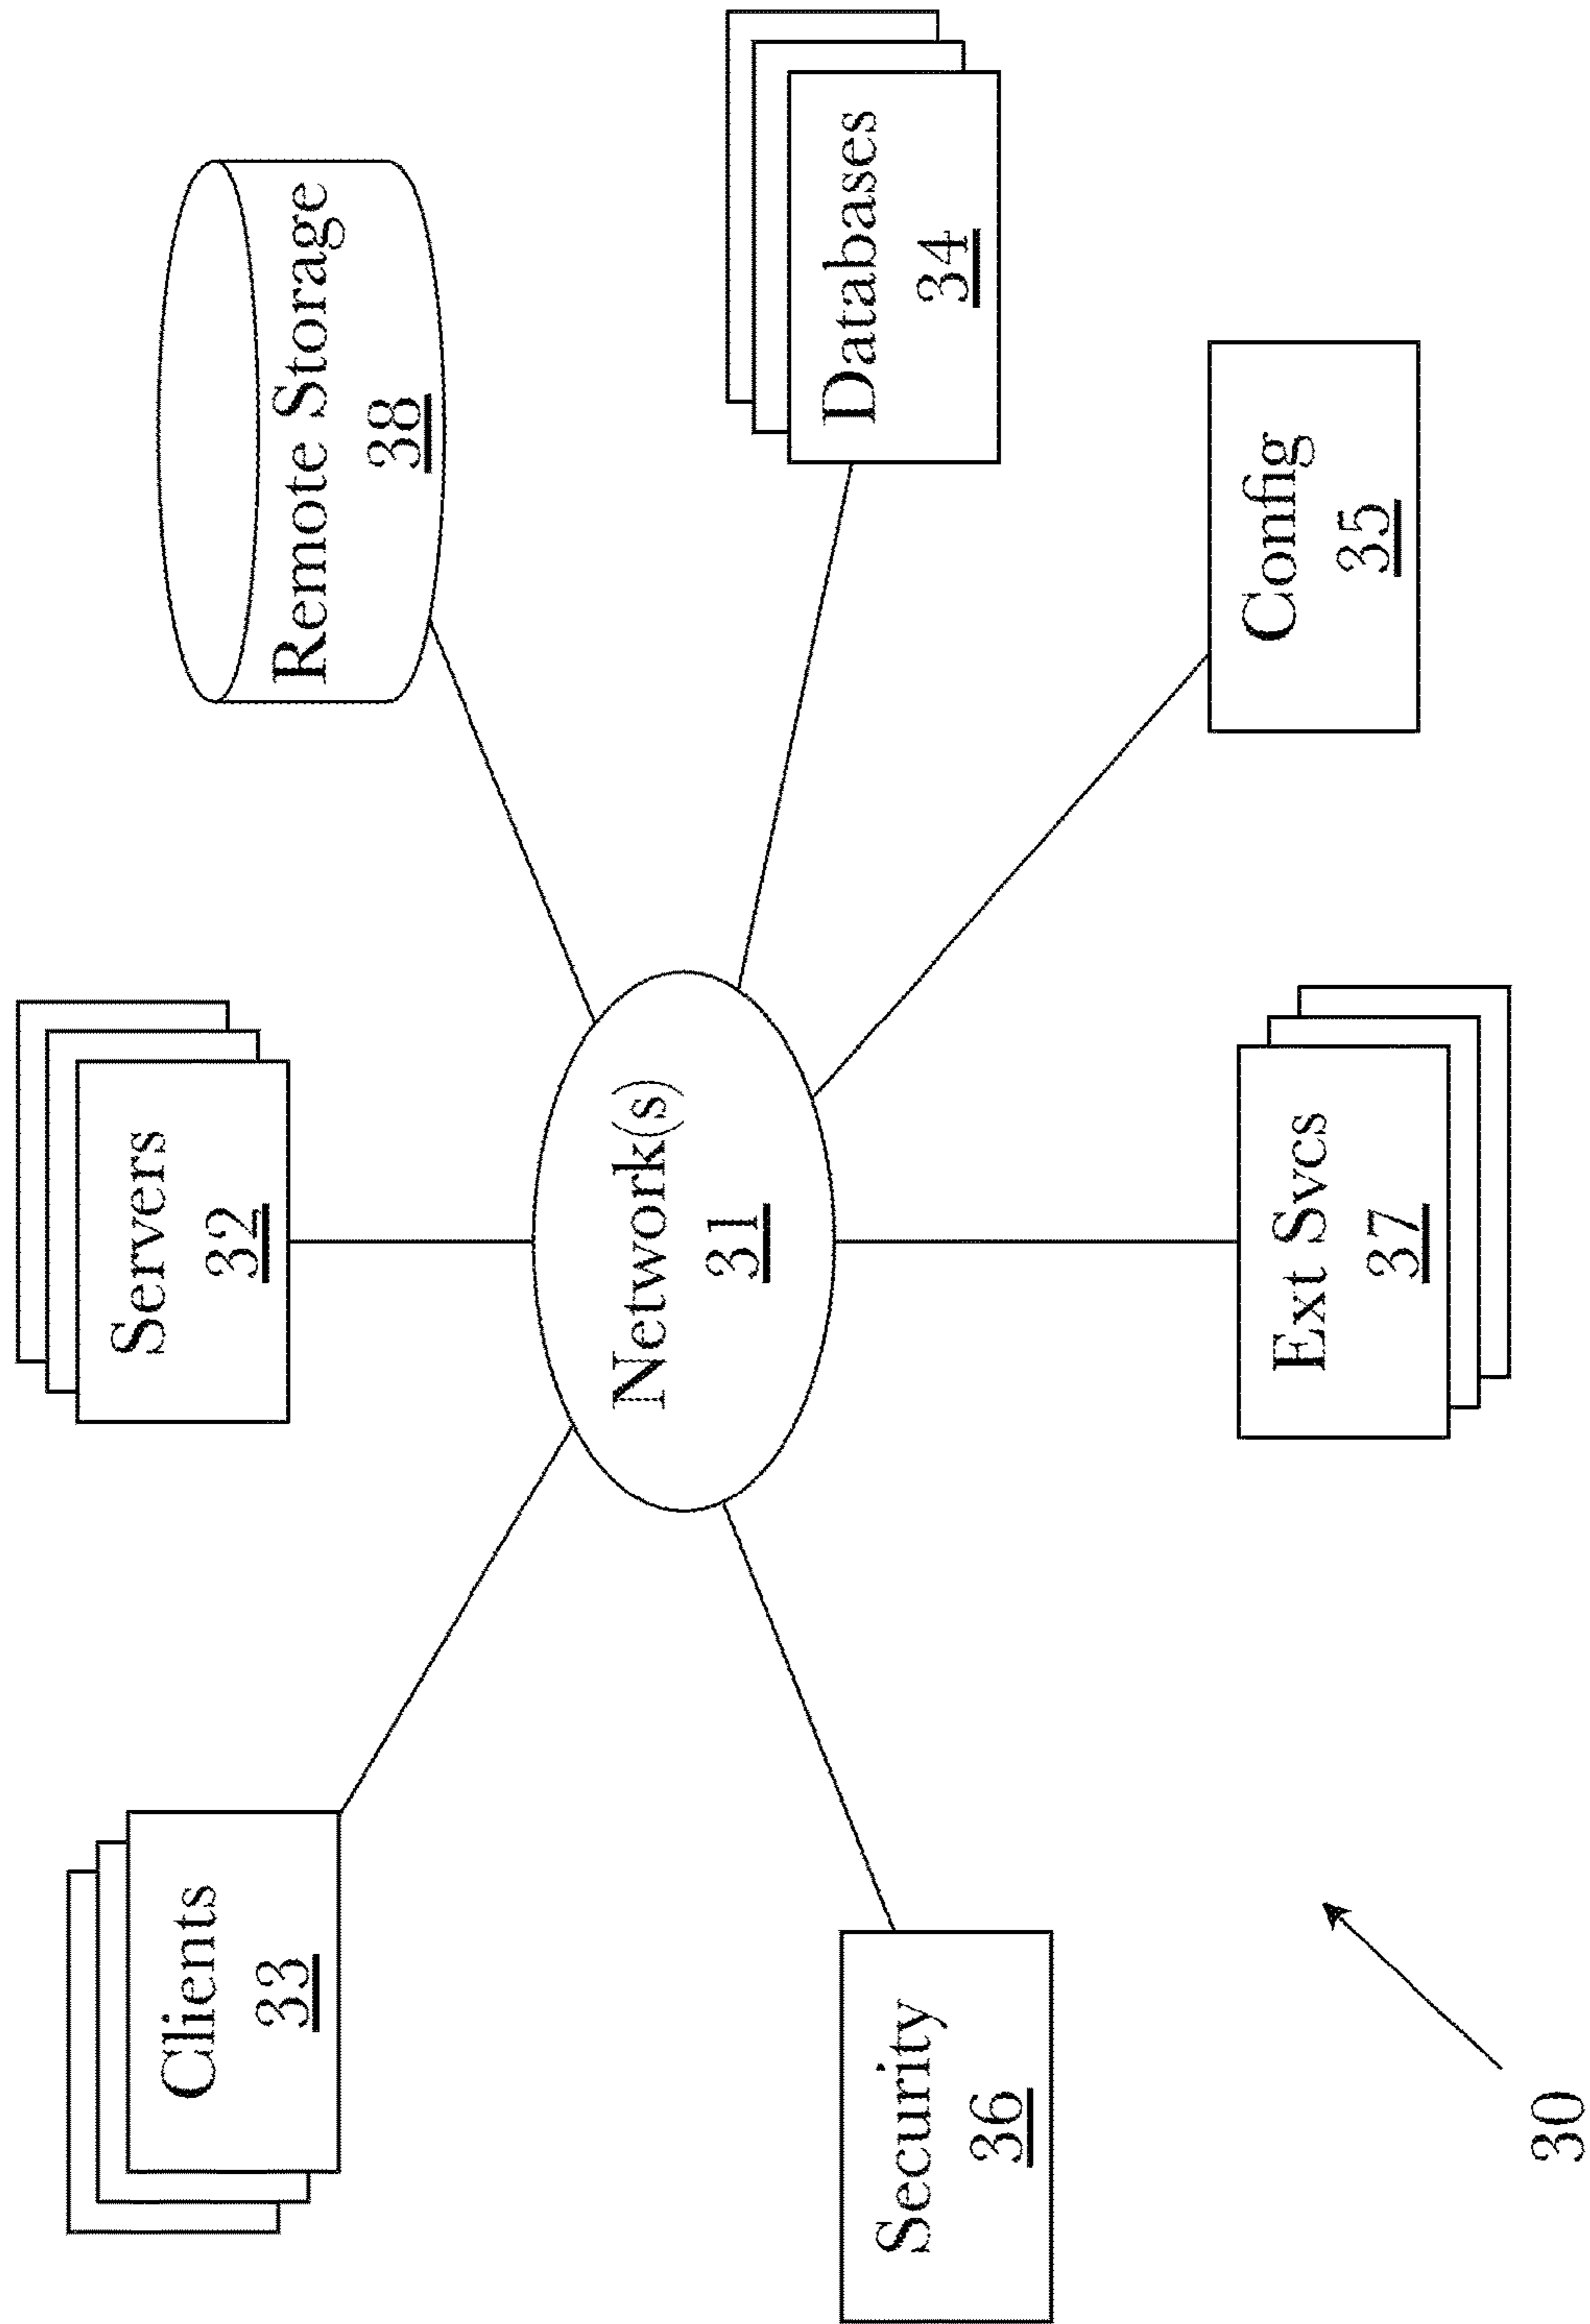 Servers
32
Clients
33
Remote Storage
38
Network(s)
31
Databases
34
Security
36
Ext Svcs
37
Config
35
30